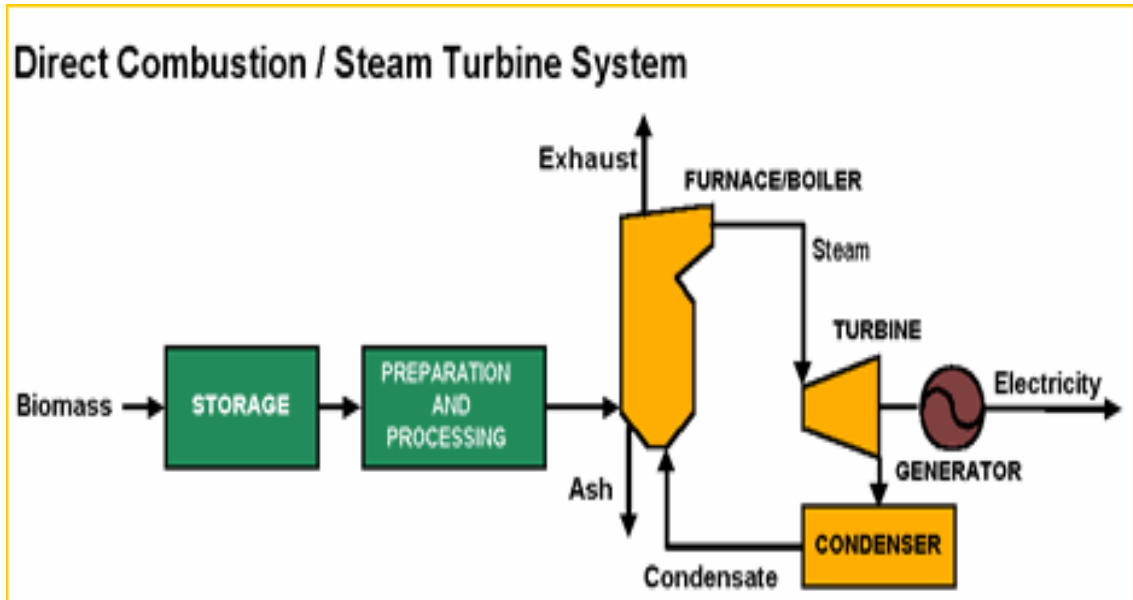 Direct Combustion / Steam Turbine System
Exhaust
FURNACE/BOILER
Steam
TURBINE
Biomass
STORAGE
PREPARATION
AND
PROCESSING
Electricity
GENERATOR
Ash
CONDENSER
Condensate